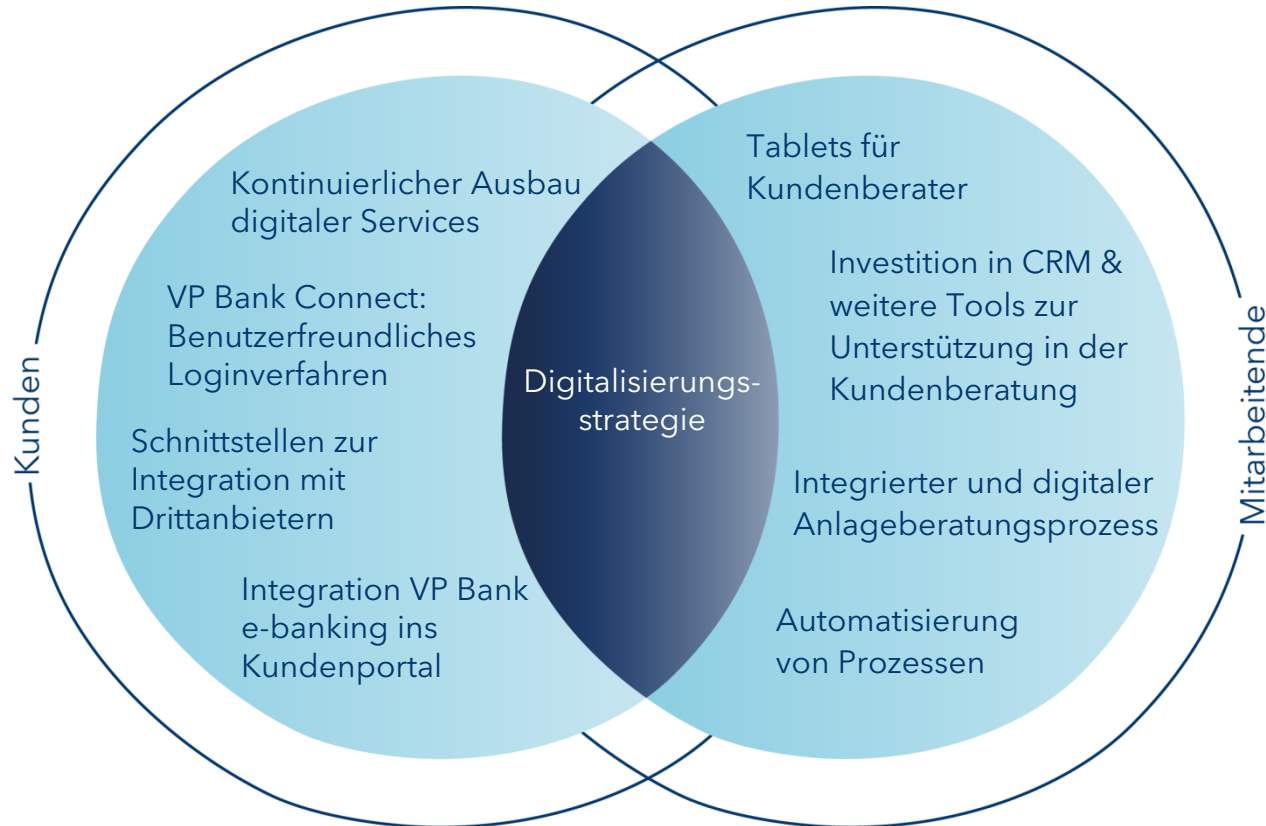 Kunden
Kontinuierlicher Ausbau
digitaler Services
VP Bank Connect:
Benutzerfreundliches
Loginverfahren
Schnittstellen zur
Integration mit
Drittanbietern
Integration VP Bank
e-banking ins
Kundenportal
Digitalisierungs-
strategie
Tablets für
Kundenberater
Investition in CRM &
weitere Tools zur
Unterstützung in der
Kundenberatung
Integrierter und digitaler
Anlageberatungsprozess
Automatisierung
von Prozessen
Mitarbeitende